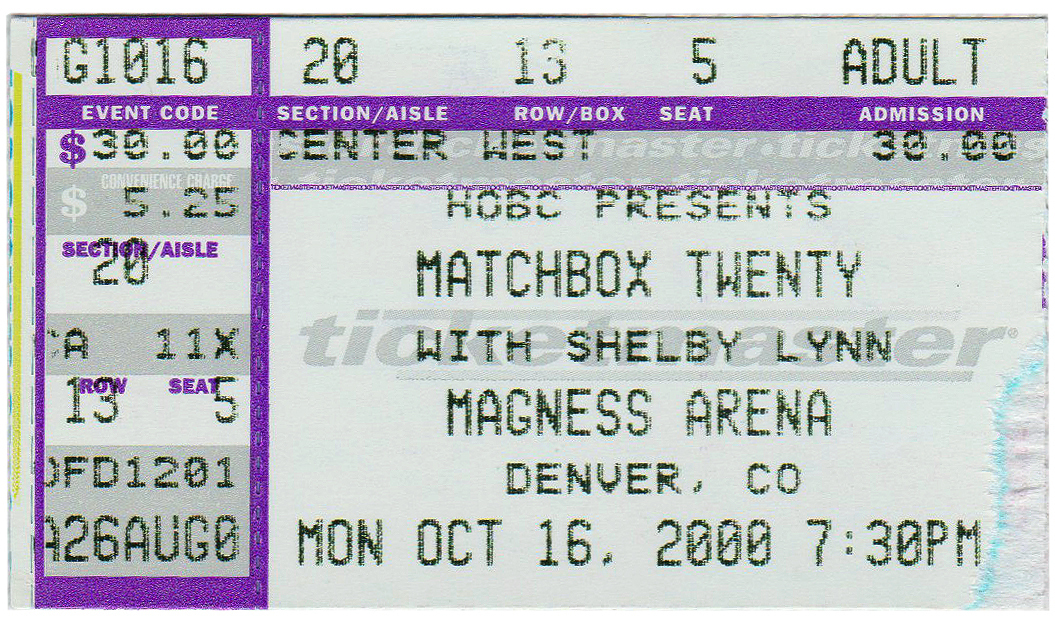 G1016 20 13 5 ADULT
EVENT CODE SECTION/AISLE ROW/BOX SEAT ADMISSION
$30.00 CENTER WEST 30.00
CONVENIENCE CHARGE
$ 5.25 HOBC PRESENTS
SECTION/AISLE
20
MATCHBOX TWENTY
ticketmaster®
CA 11X WITH SHELBY LYNN
ROW SEAT
13 5
MAGNESS ARENA
OFD1201 DENVER, CO
A26AUG0 MON OCT 16, 2000 7:30PM